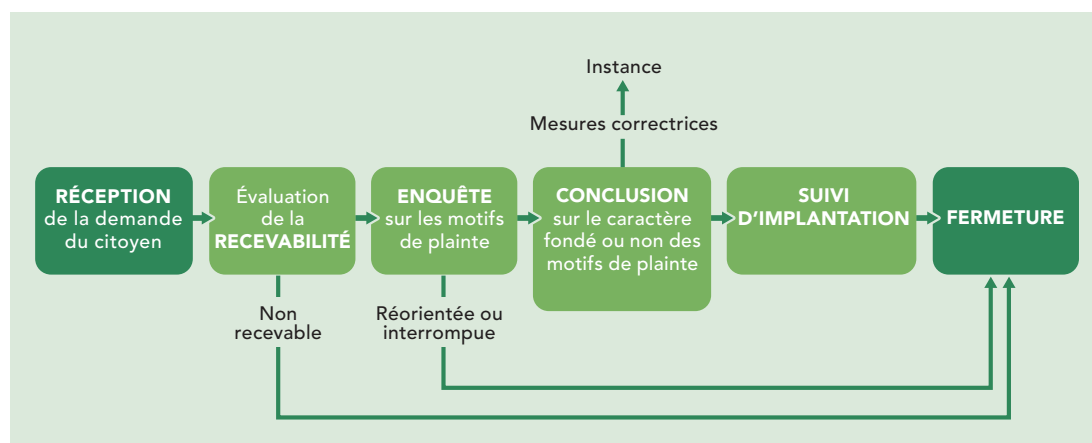 Instance
Mesures correctrices
RÉCEPTION
de la demande
du citoyen
Évaluation
de la
RECEVABILITÉ
ENQUÊTE
sur les motifs
de plainte
CONCLUSION
sur le caractère
fondé ou non des
motifs de plainte
SUIVI
D'IMPLANTATION
FERMETURE
Non
recevable
Réorientée ou
interrompue